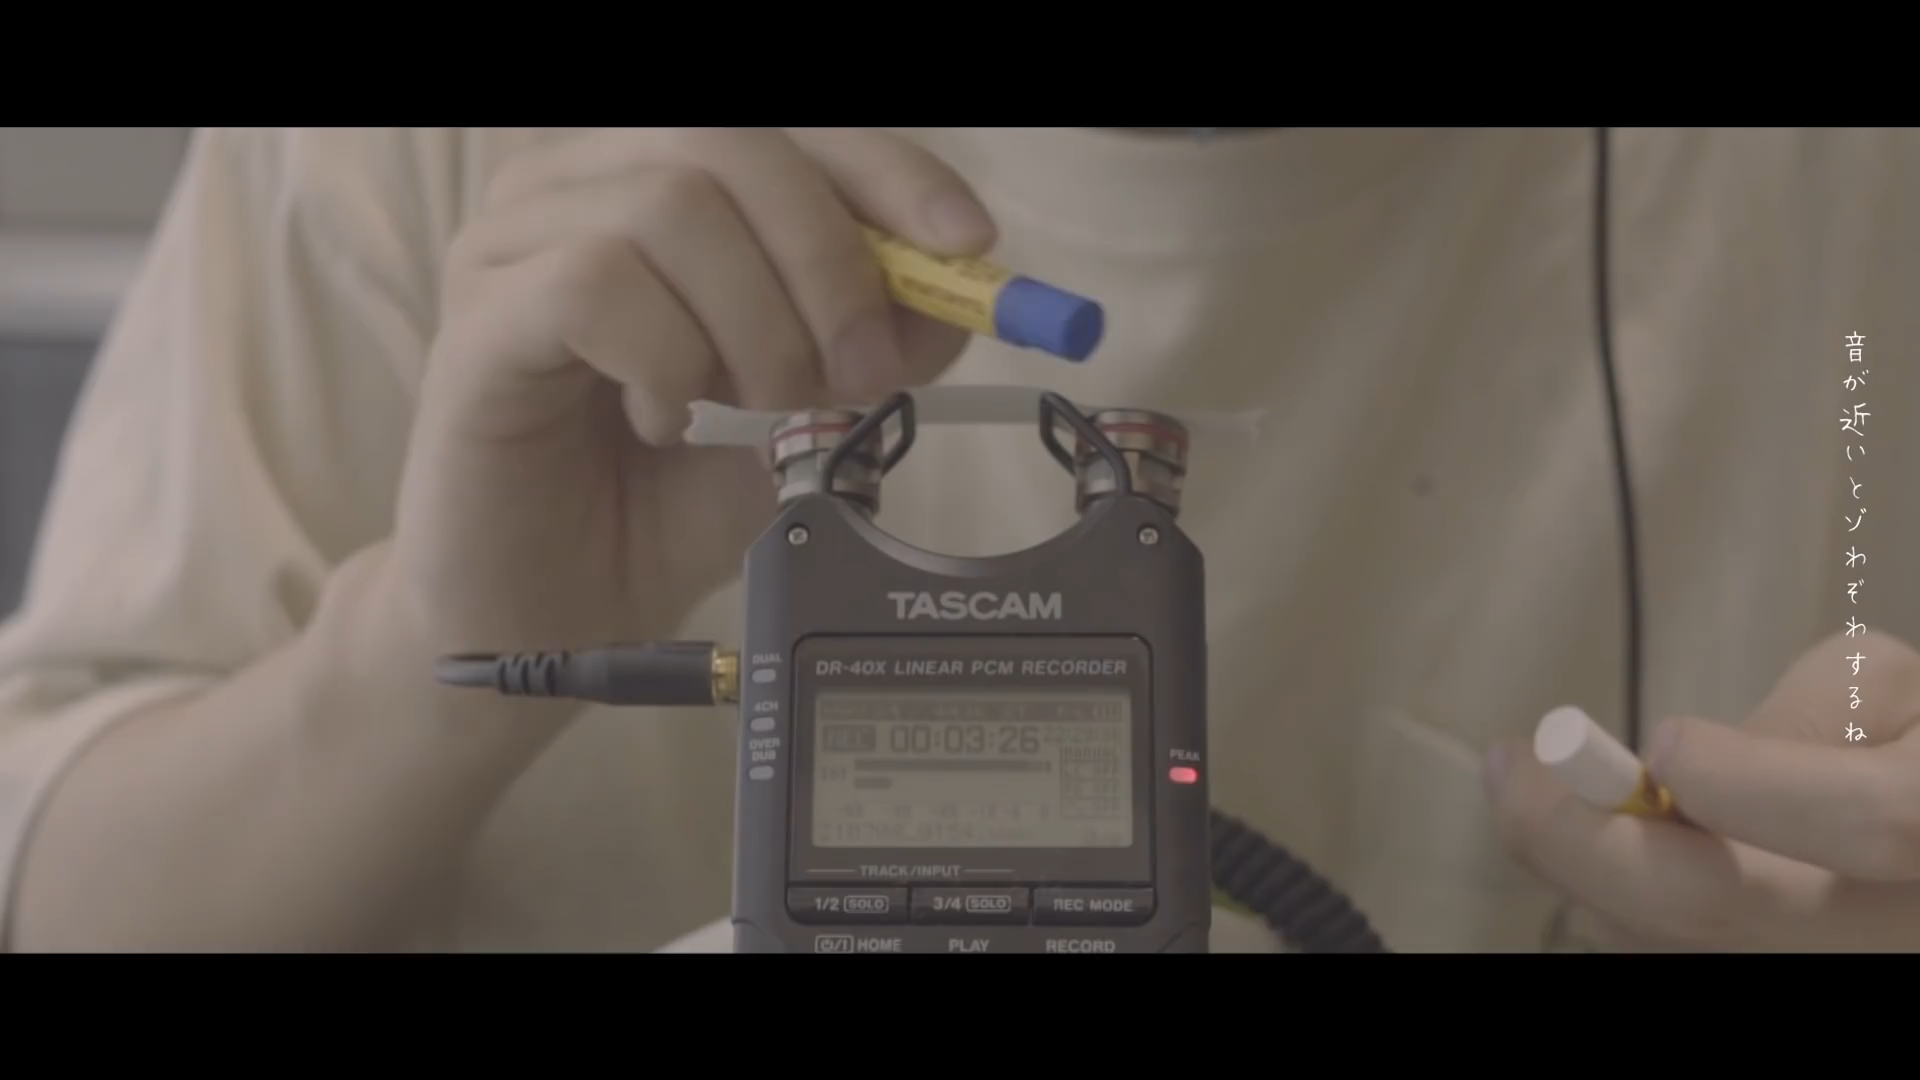 音が近いとゾわぞわするね
TASCAM
DR-40X LINEAR PCM RECORDER
DUAL
4CH
OVER DUB
00:03:26
MANUAL
PEAK
TRACK/INPUT
1/2 SOLO 3/4 SOLO REC MODE
HOME PLAY RECORD